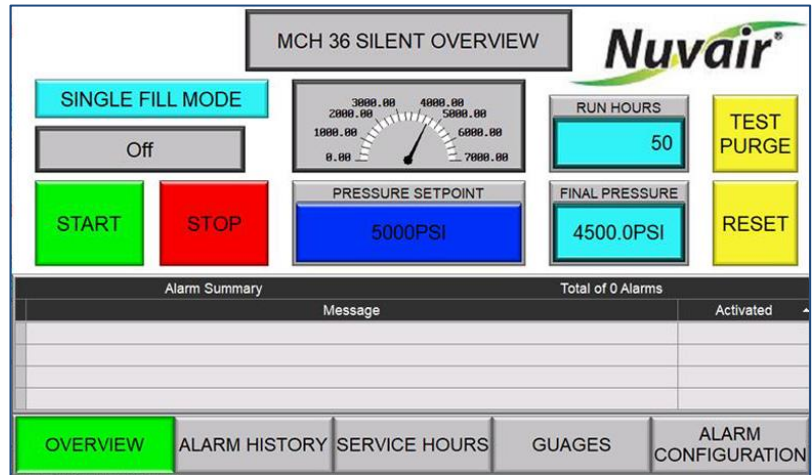 MCH 36 SILENT OVERVIEW
Nuvair®
SINGLE FILL MODE
Off
START
STOP
3000.00 4000.00
2000.00 5000.00
1000.00 6000.00
0.00 7000.00
PRESSURE SETPOINT
5000PSI
RUN HOURS
50
FINAL PRESSURE
4500.0PSI
TEST
PURGE
RESET
Alarm Summary Total of 0 Alarms
Message Activated
OVERVIEW
ALARM HISTORY
SERVICE HOURS
GUAGES
ALARM
CONFIGURATION